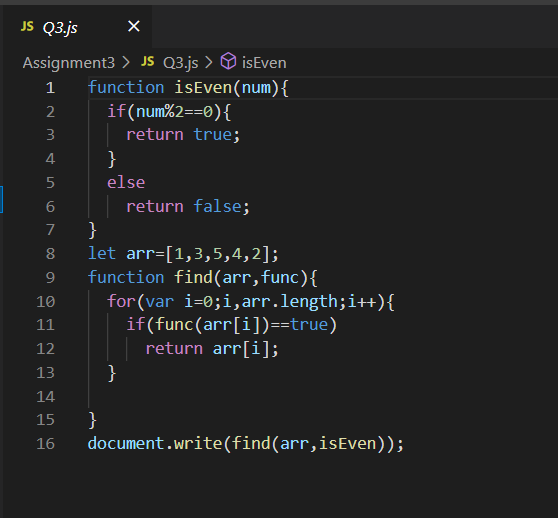 JS Q3.js ×
Assignment3 > JS Q3.js > isEven
1 function isEven(num){
2   if(num%2==0){
3     return true;
4   }
5   else
6     return false;
7 }
8 let arr=[1,3,5,4,2];
9 function find(arr,func){
10   for(var i=0;i,arr.length;i++){
11     if(func(arr[i])==true)
12       return arr[i];
13   }
14
15 }
16 document.write(find(arr,isEven));